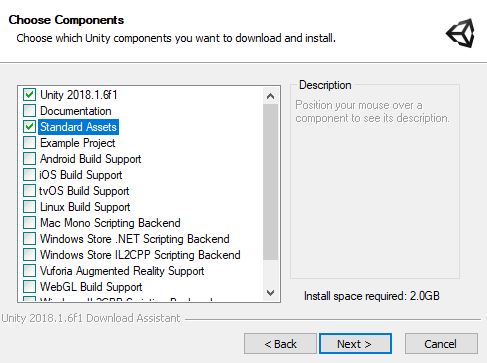 Choose Components
Choose which Unity components you want to download and install.
Unity 2018.1.6f1
Documentation
Standard Assets
Example Project
Android Build Support
iOS Build Support
tvOS Build Support
Linux Build Support
Mac Mono Scripting Backend
Windows Store .NET Scripting Backend
Windows Store IL2CPP Scripting Backend
Vuforia Augmented Reality Support
WebGL Build Support
Windows IL2CPP Scripting Backend
Description
Position your mouse over a
component to see its description.
Install space required: 2.0GB
Unity 2018.1.6f1 Download Assistant
< Back
Next >
Cancel